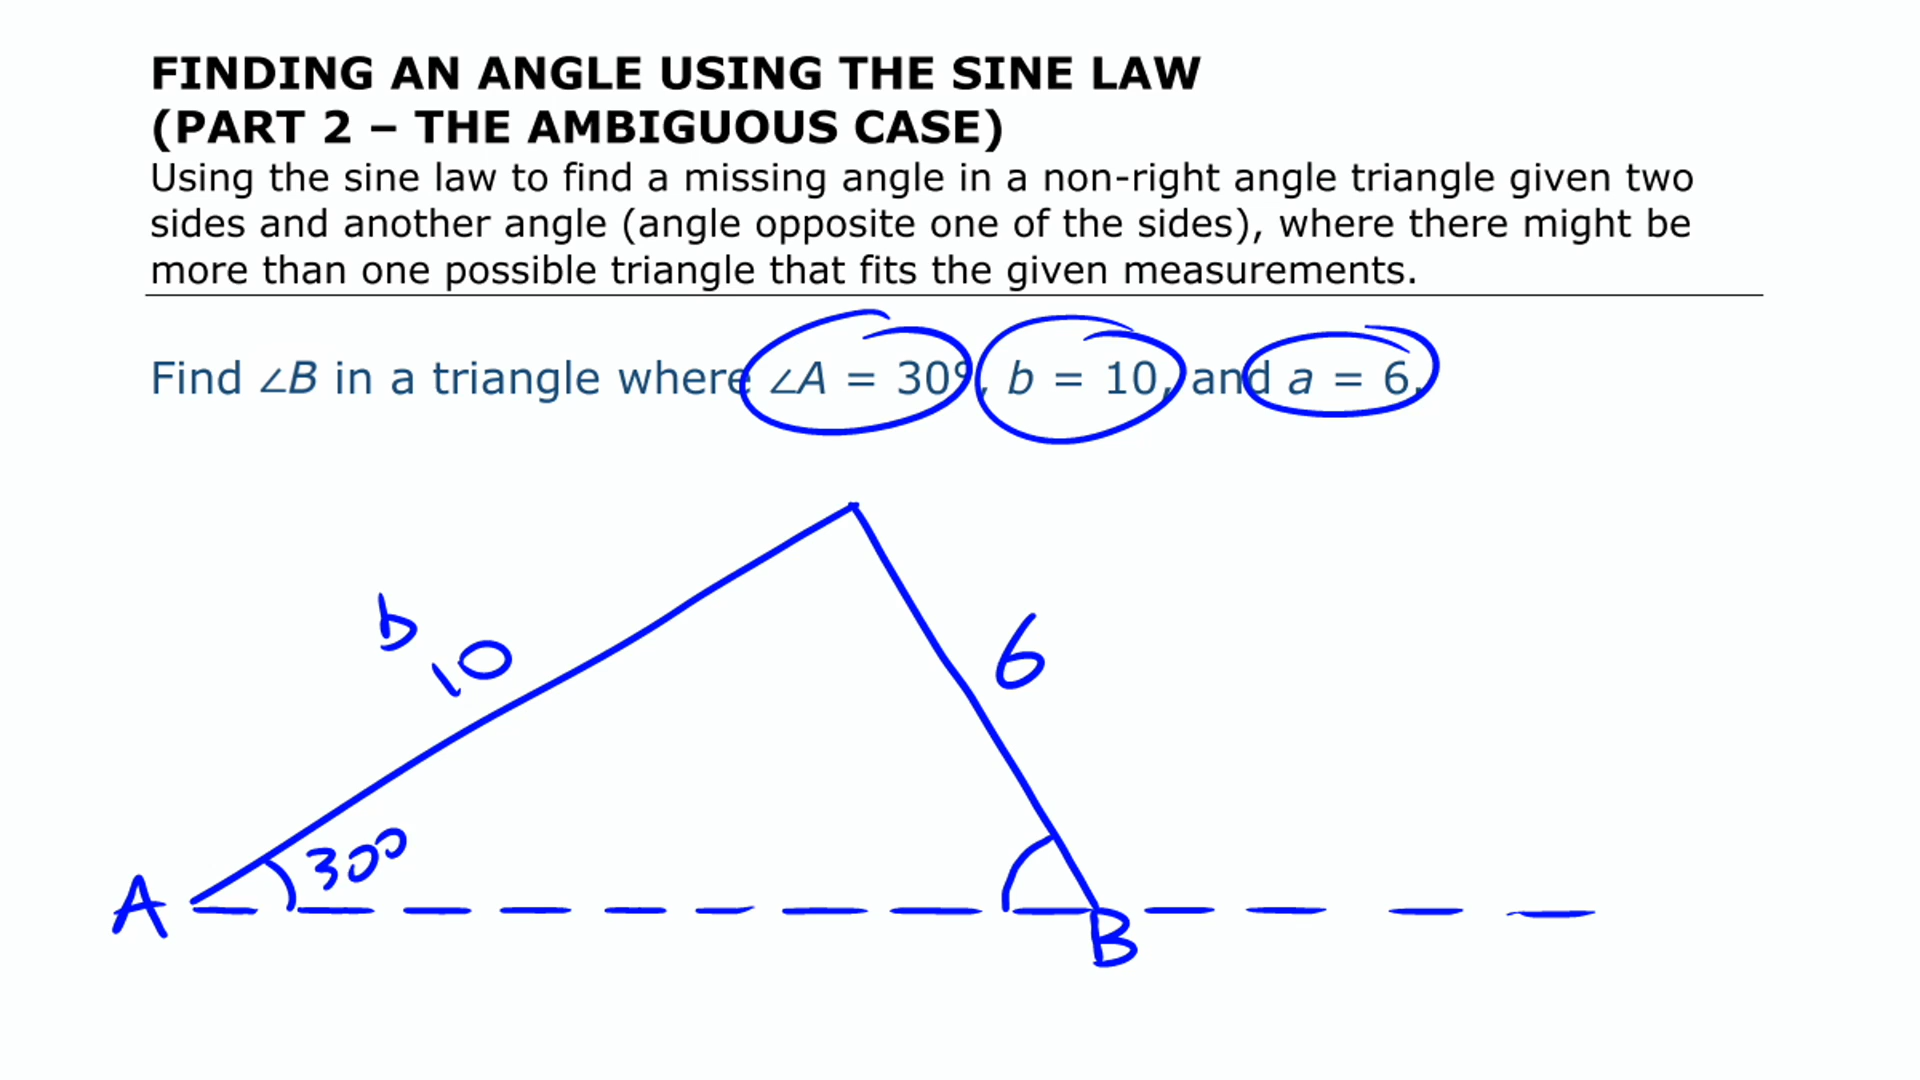 FINDING AN ANGLE USING THE SINE LAW
(PART 2 – THE AMBIGUOUS CASE)
Using the sine law to find a missing angle in a non-right angle triangle given two
sides and another angle (angle opposite one of the sides), where there might be
more than one possible triangle that fits the given measurements.
Find ∠B in a triangle where ∠A = 30°, b = 10, and a = 6.
b
10
6
30°
A
B